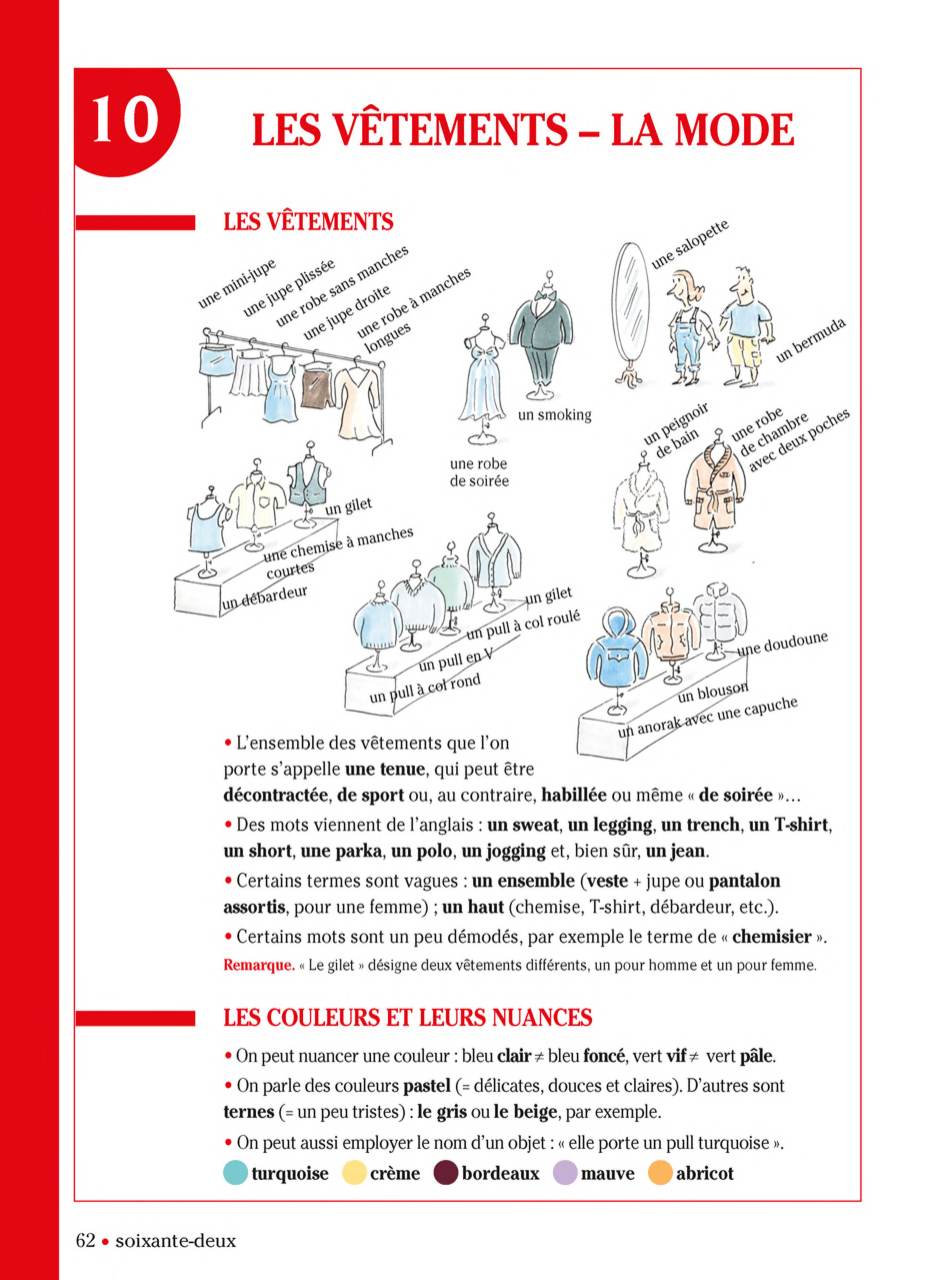 10
LES VÊTEMENTS – LA MODE
LES VÊTEMENTS
une mini-jupe
une jupe plissée
une robe sans manches
une jupe droite
une robe à manches
longues
un smoking
une robe
de soirée
une salopette
un bermuda
un peignoir
de bain
une robe
de chambre
avec deux poches
un gilet
une chemise à manches
courtes
un débardeur
un gilet
un pull à col roulé
un pull en V
un pull à col rond
une doudoune
un blouson
un anorak avec une capuche
• L’ensemble des vêtements que l’on
porte s’appelle une tenue, qui peut être
décontractée, de sport ou, au contraire, habillée ou même « de soirée »…
• Des mots viennent de l’anglais : un sweat, un legging, un trench, un T-shirt,
un short, une parka, un polo, un jogging et, bien sûr, un jean.
• Certains termes sont vagues : un ensemble (veste + jupe ou pantalon
assortis, pour une femme) ; un haut (chemise, T-shirt, débardeur, etc.).
• Certains mots sont un peu démodés, par exemple le terme de « chemisier ».
Remarque. « Le gilet » désigne deux vêtements différents, un pour homme et un pour femme.
LES COULEURS ET LEURS NUANCES
• On peut nuancer une couleur : bleu clair ≠ bleu foncé, vert vif ≠ vert pâle.
• On parle des couleurs pastel (= délicates, douces et claires). D’autres sont
ternes (= un peu tristes) : le gris ou le beige, par exemple.
• On peut aussi employer le nom d’un objet : « elle porte un pull turquoise ».
turquoise crème bordeaux mauve abricot
62 • soixante-deux